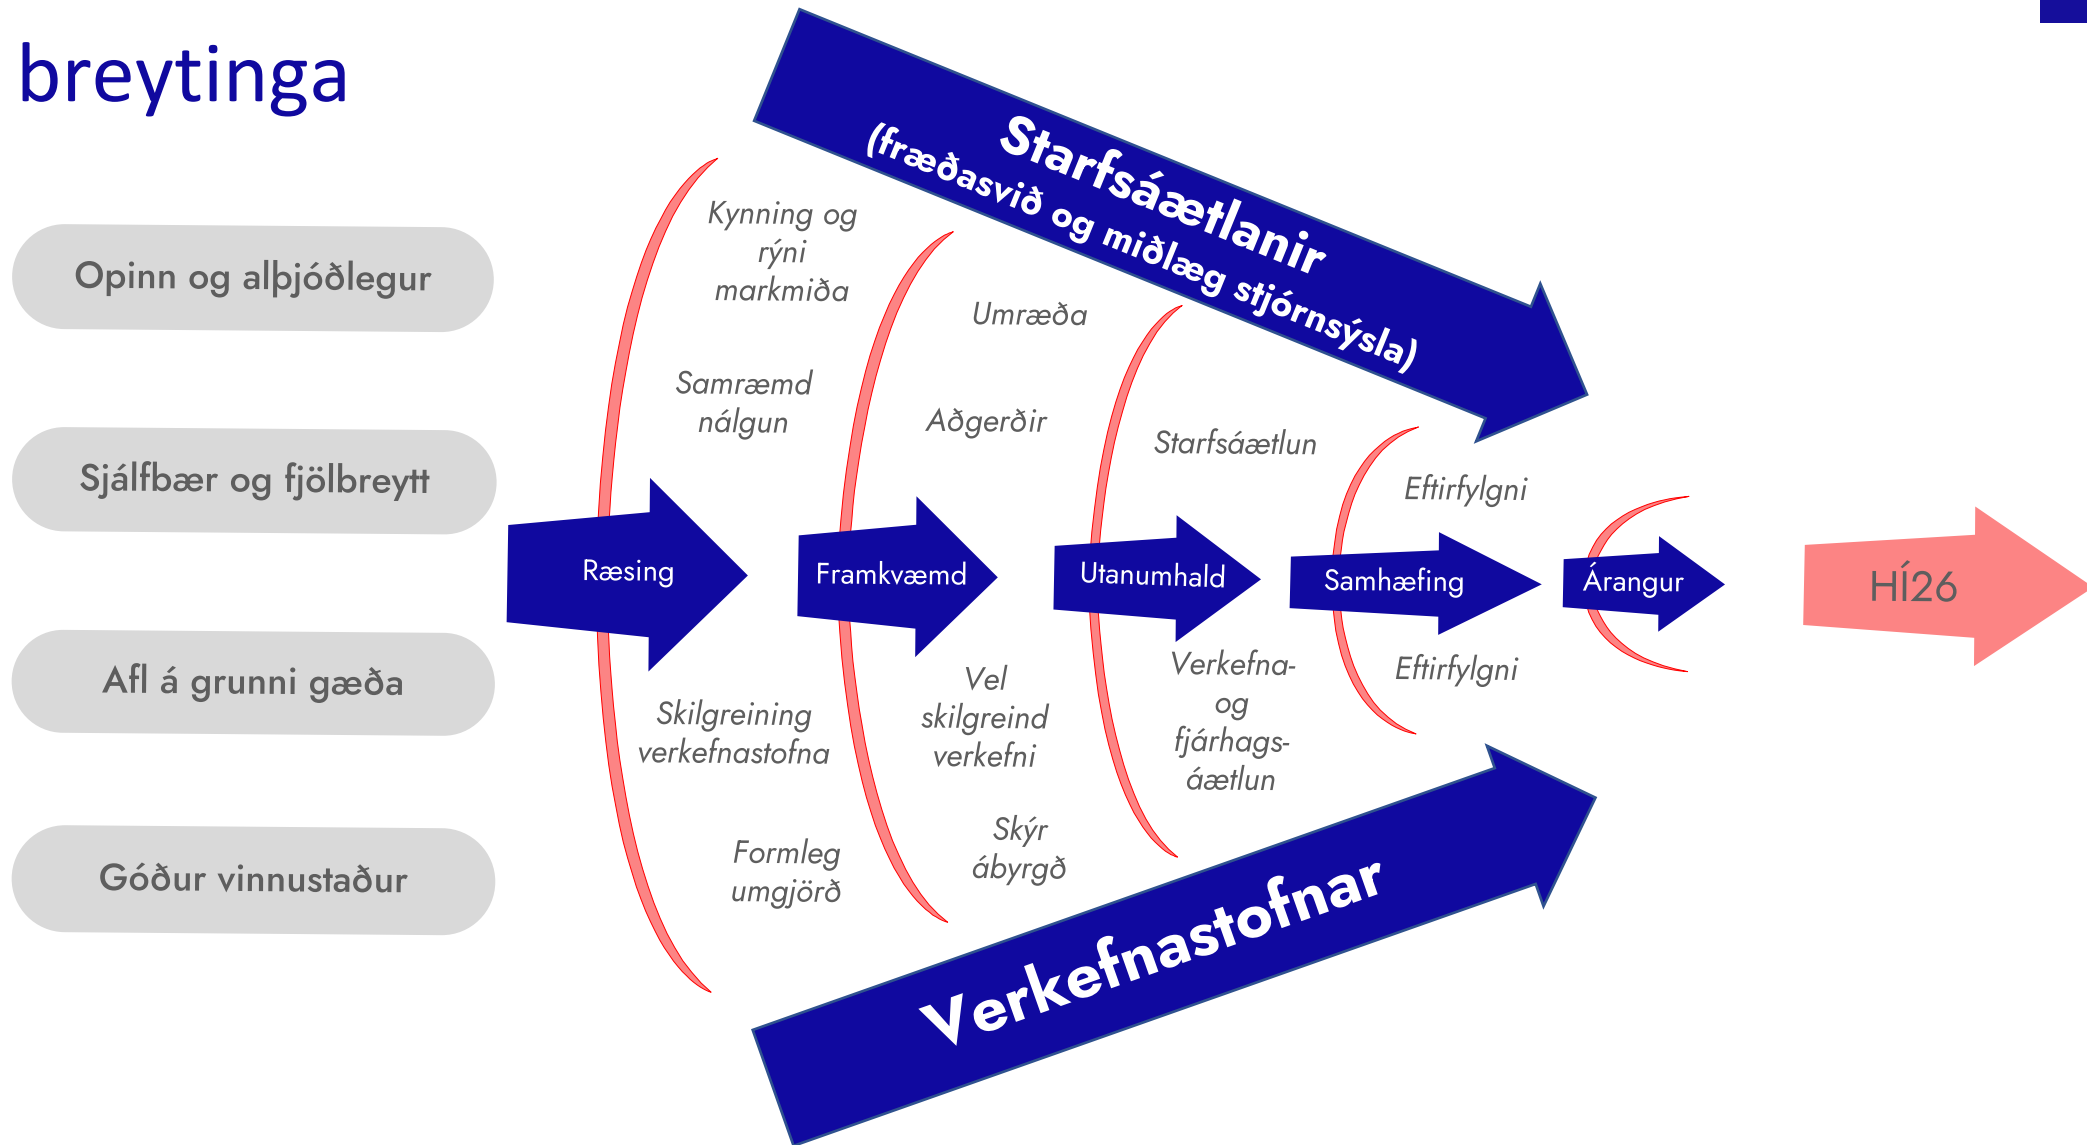 breytinga
Opinn og alþjóðlegur
Sjálfbær og fjölbreytt
Afl á grunni gæða
Góður vinnustaður
Starfsáætlanir
(fræðasvið og miðlæg stjórnsýsla)
Kynning og
rýni
markmiða
Samræmd
nálgun
Umræða
Aðgerðir
Starfsáætlun
Eftirfylgni
Ræsing
Framkvæmd
Utanumhald
Samhæfing
Árangur
HÍ26
Skilgreining
verkefnastofna
Formleg
umgjörð
Vel
skilgreind
verkefni
Skýr
ábyrgð
Verkefna-
og
fjárhags-
áætlun
Eftirfylgni
Verkefnastofnar